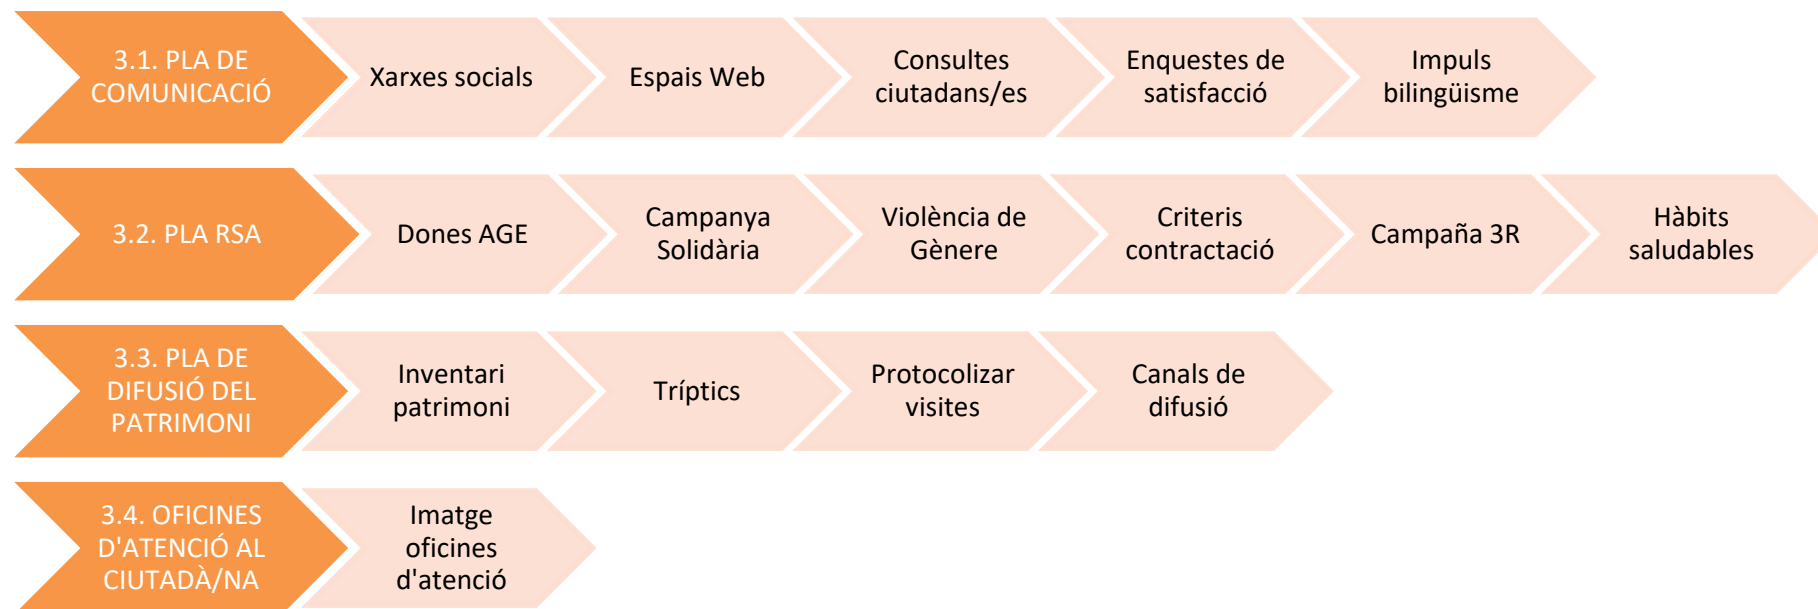 3.1. PLA DE
COMUNICACIÓ
Xarxes socials
Espais Web
Consultes
ciutadans/es
Enquestes de
satisfacció
Impuls
bilingüisme
3.2. PLA RSA
Dones AGE
Campanya
Solidària
Violència de
Gènere
Criteris
contractació
Campaña 3R
Hàbits
saludables
3.3. PLA DE
DIFUSIÓ DEL
PATRIMONI
Inventari
patrimoni
Tríptics
Protocolizar
visites
Canals de
difusió
3.4. OFICINES
D'ATENCIÓ AL
CIUTADÀ/NA
Imatge
oficines
d'atenció